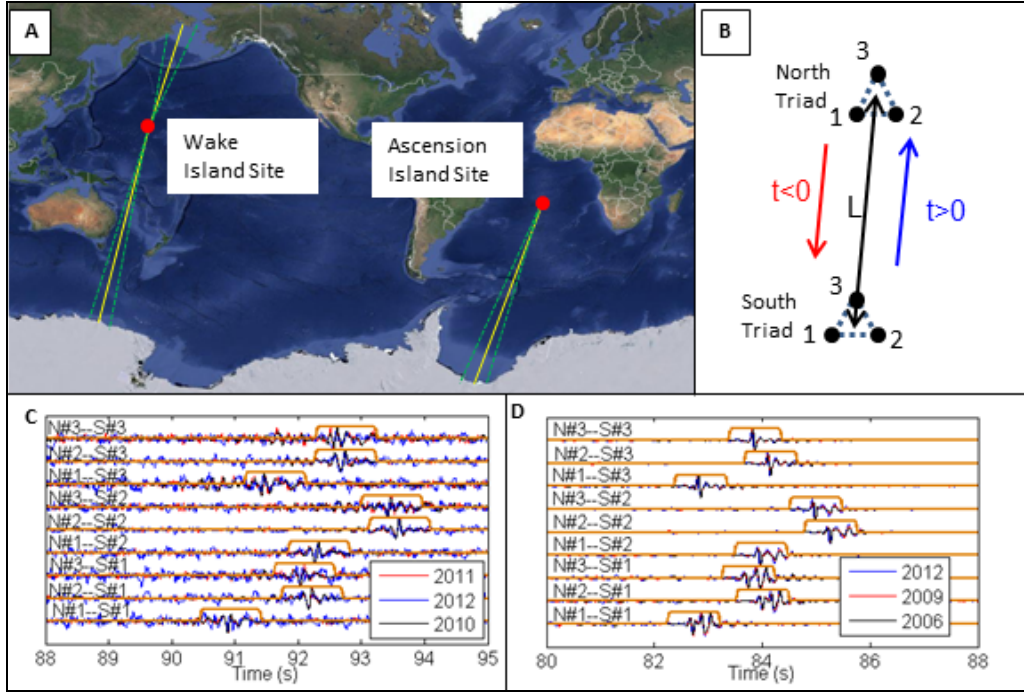 A
Wake
Island Site
Ascension
Island Site
B
3
North
Triad
1
2
t<0
L
t>0
3
South
Triad
1
2
C
N#3--S#3
N#2--S#3
N#1--S#3
N#3--S#2
N#2--S#2
N#1--S#2
N#3--S#1
N#2--S#1
N#1--S#1
2011
2012
2010
88 89 90 91 92 93 94 95
Time (s)
D
N#3--S#3
N#2--S#3
N#1--S#3
N#3--S#2
N#2--S#2
N#1--S#2
N#3--S#1
N#2--S#1
N#1--S#1
2012
2009
2006
80 82 84 86 88
Time (s)